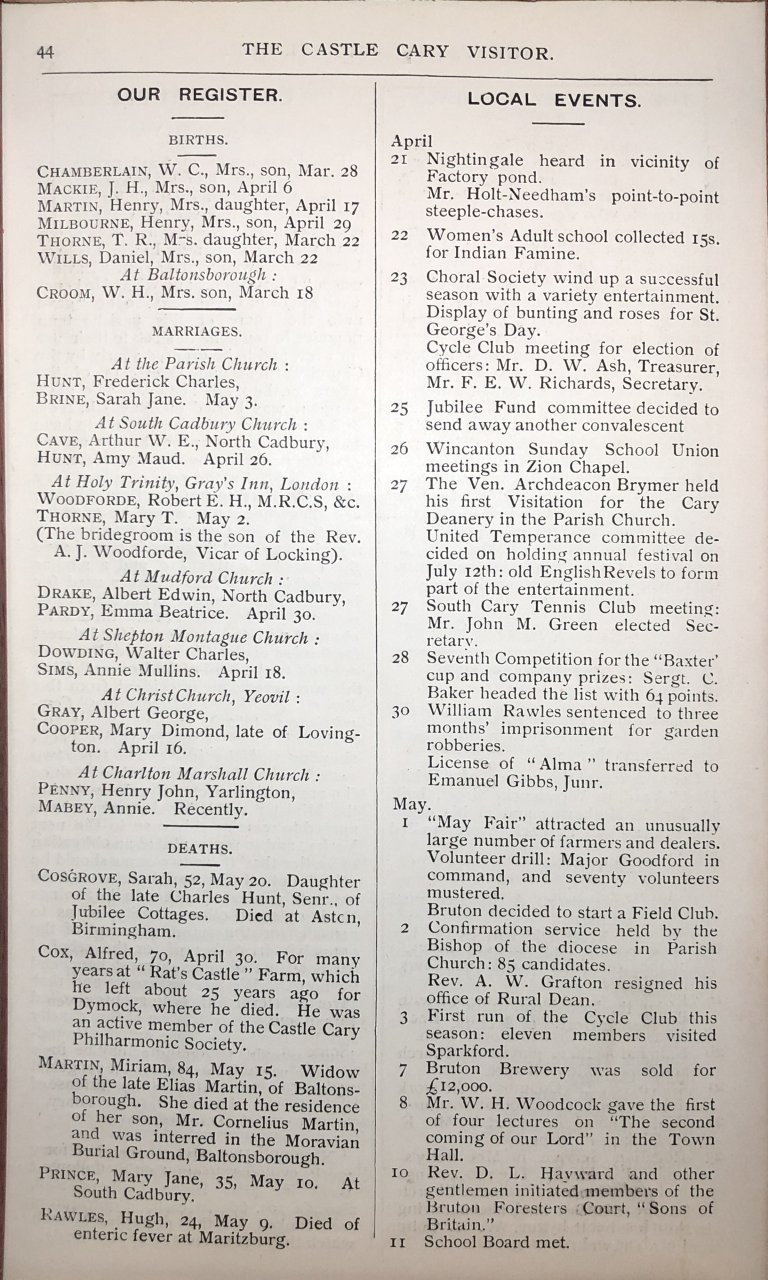 44
THE CASTLE CARY VISITOR.
OUR REGISTER.
BIRTHS.
CHAMBERLAIN, W. C., Mrs., son, Mar. 28
MACKIE, J. H., Mrs., son, April 6
MARTIN, Henry, Mrs., daughter, April 17
MILBOURNE, Henry, Mrs., son, April 29
THORNE, T. R., Mrs. daughter, March 22
WILLS, Daniel, Mrs., son, March 22
At Baltonsborough :
CROOM, W. H., Mrs. son, March 18
MARRIAGES.
At the Parish Church :
HUNT, Frederick Charles,
BRINE, Sarah Jane. May 3.
At South Cadbury Church :
CAVE, Arthur W. E., North Cadbury,
HUNT, Amy Maud. April 26.
At Holy Trinity, Gray's Inn, London :
WOODFORDE, Robert E. H., M.R.C.S, &c.
THORNE, Mary T. May 2.
(The bridegroom is the son of the Rev.
A. J. Woodforde, Vicar of Locking).
At Mudford Church :
DRAKE, Albert Edwin, North Cadbury,
PARDY, Emma Beatrice. April 30.
At Shepton Montague Church :
DOWDING, Walter Charles,
SIMS, Annie Mullins. April 18.
At Christ Church, Yeovil :
GRAY, Albert George,
COOPER, Mary Dimond, late of Loving-
ton. April 16.
At Charlton Marshall Church :
PENNY, Henry John, Yarlington,
MABEY, Annie. Recently.
DEATHS.
COSGROVE, Sarah, 52, May 20. Daughter
of the late Charles Hunt, Senr., of
Jubilee Cottages. Died at Aston,
Birmingham.
COX, Alfred, 70, April 30. For many
years at "Rat's Castle" Farm, which
he left about 25 years ago for
Dymock, where he died. He was
an active member of the Castle Cary
Philharmonic Society.
MARTIN, Miriam, 84, May 15. Widow
of the late Elias Martin, of Baltons-
borough. She died at the residence
of her son, Mr. Cornelius Martin,
and was interred in the Moravian
Burial Ground, Baltonsborough.
PRINCE, Mary Jane, 35, May 10. At
South Cadbury.
RAWLES, Hugh, 24, May 9. Died of
enteric fever at Maritzburg.
LOCAL EVENTS.
April
21 Nightingale heard in vicinity of
Factory pond.
Mr. Holt-Needham's point-to-point
steeple-chases.
22 Women's Adult school collected 15s.
for Indian Famine.
23 Choral Society wind up a successful
season with a variety entertainment.
Display of bunting and roses for St.
George's Day.
Cycle Club meeting for election of
officers: Mr. D. W. Ash, Treasurer,
Mr. F. E. W. Richards, Secretary.
25 Jubilee Fund committee decided to
send away another convalescent
26 Wincanton Sunday School Union
meetings in Zion Chapel.
27 The Ven. Archdeacon Brymer held
his first Visitation for the Cary
Deanery in the Parish Church.
United Temperance committee de-
cided on holding annual festival on
July 12th: old English Revels to form
part of the entertainment.
27 South Cary Tennis Club meeting:
Mr. John M. Green elected Sec-
retary.
28 Seventh Competition for the "Baxter'
cup and company prizes: Sergt. C.
Baker headed the list with 64 points.
30 William Rawles sentenced to three
months' imprisonment for garden
robberies.
License of "Alma" transferred to
Emanuel Gibbs, Junr.
May.
1 "May Fair" attracted an unusually
large number of farmers and dealers.
Volunteer drill: Major Goodford in
command, and seventy volunteers
mustered.
Bruton decided to start a Field Club.
2 Confirmation service held by the
Bishop of the diocese in Parish
Church: 85 candidates.
Rev. A. W. Grafton resigned his
office of Rural Dean.
3 First run of the Cycle Club this
season: eleven members visited
Sparkford.
7 Bruton Brewery was sold for
£12,000.
8 Mr. W. H. Woodcock gave the first
of four lectures on "The second
coming of our Lord" in the Town
Hall.
10 Rev. D. L. Hayward and other
gentlemen initiated members of the
Bruton Foresters Court, "Sons of
Britain."
11 School Board met.